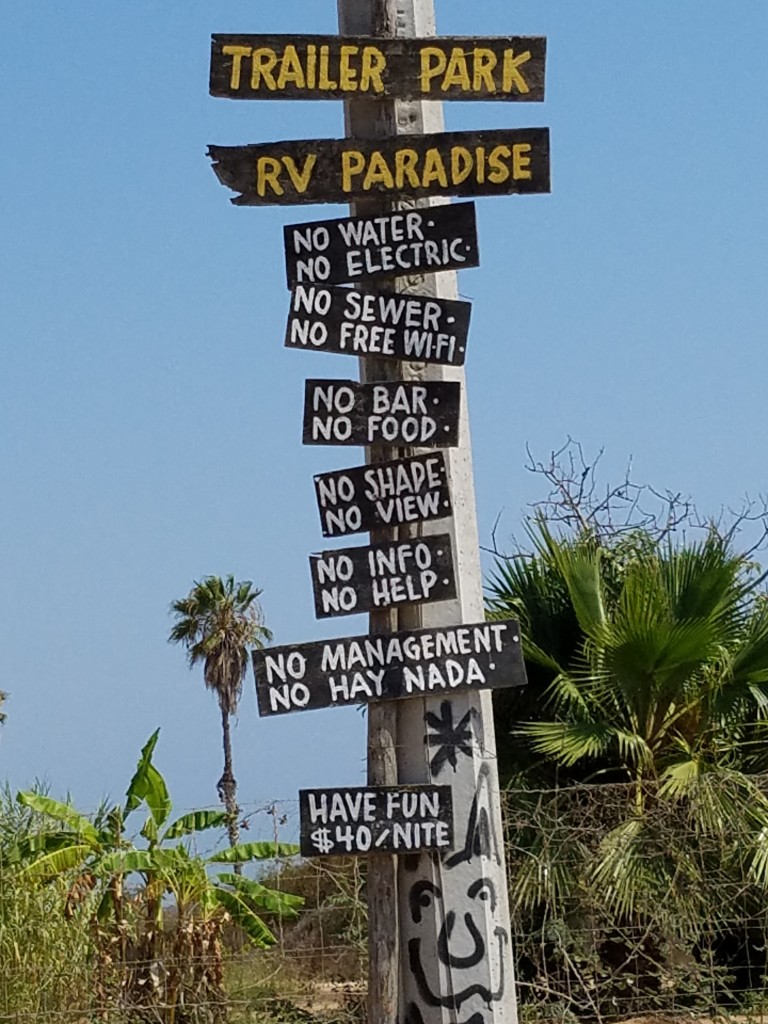 TRAILER PARK
RV PARADISE
NO WATER·
NO ELECTRIC·
NO SEWER·
NO FREE WI-FI·
NO BAR·
NO FOOD·
NO SHADE·
NO VIEW·
NO INFO·
NO HELP·
NO MANAGEMENT·
NO HAY NADA·
HAVE FUN
$40/NITE